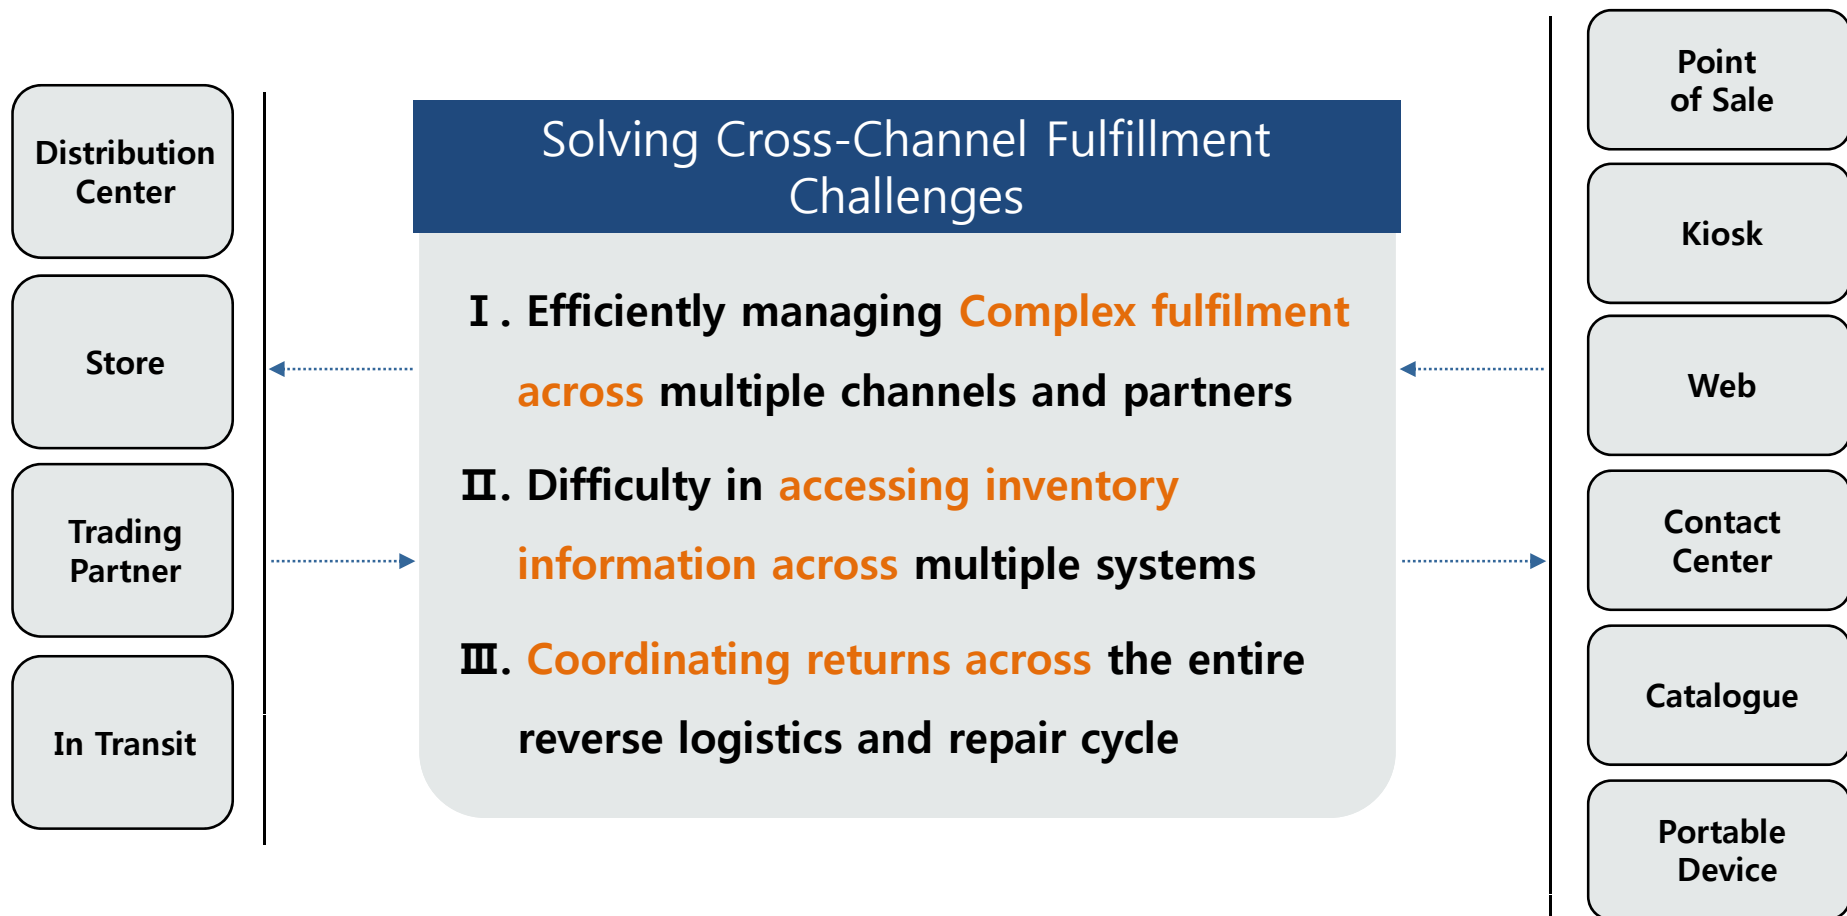 Distribution
Center
Store
Trading
Partner
In Transit
Solving Cross-Channel Fulfillment
Challenges
Ⅰ. Efficiently managing Complex fulfilment
across multiple channels and partners
Ⅱ. Difficulty in accessing inventory
information across multiple systems
Ⅲ. Coordinating returns across the entire
reverse logistics and repair cycle
Point
of Sale
Kiosk
Web
Contact
Center
Catalogue
Portable
Device